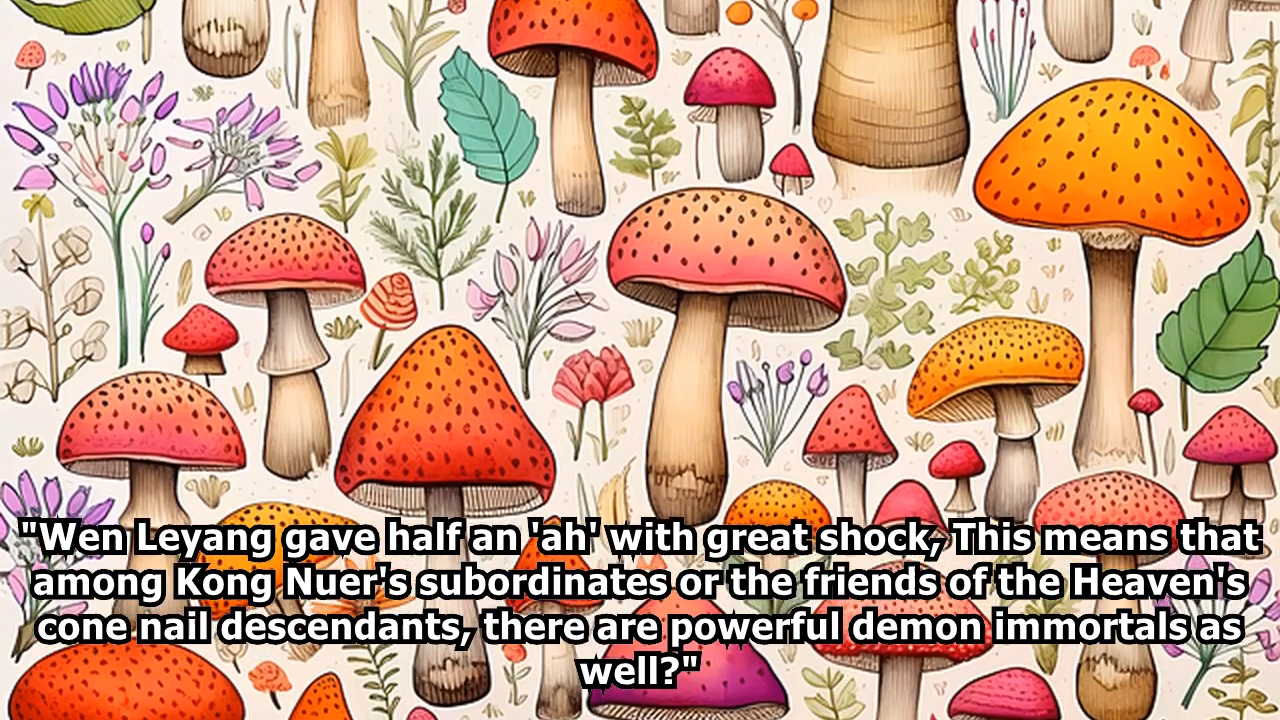 "Wen Leyang gave half an 'ah' with great shock, This means that
among Kong Nuer's subordinates or the friends of the Heaven's
cone nail descendants, there are powerful demon immortals as
well?"